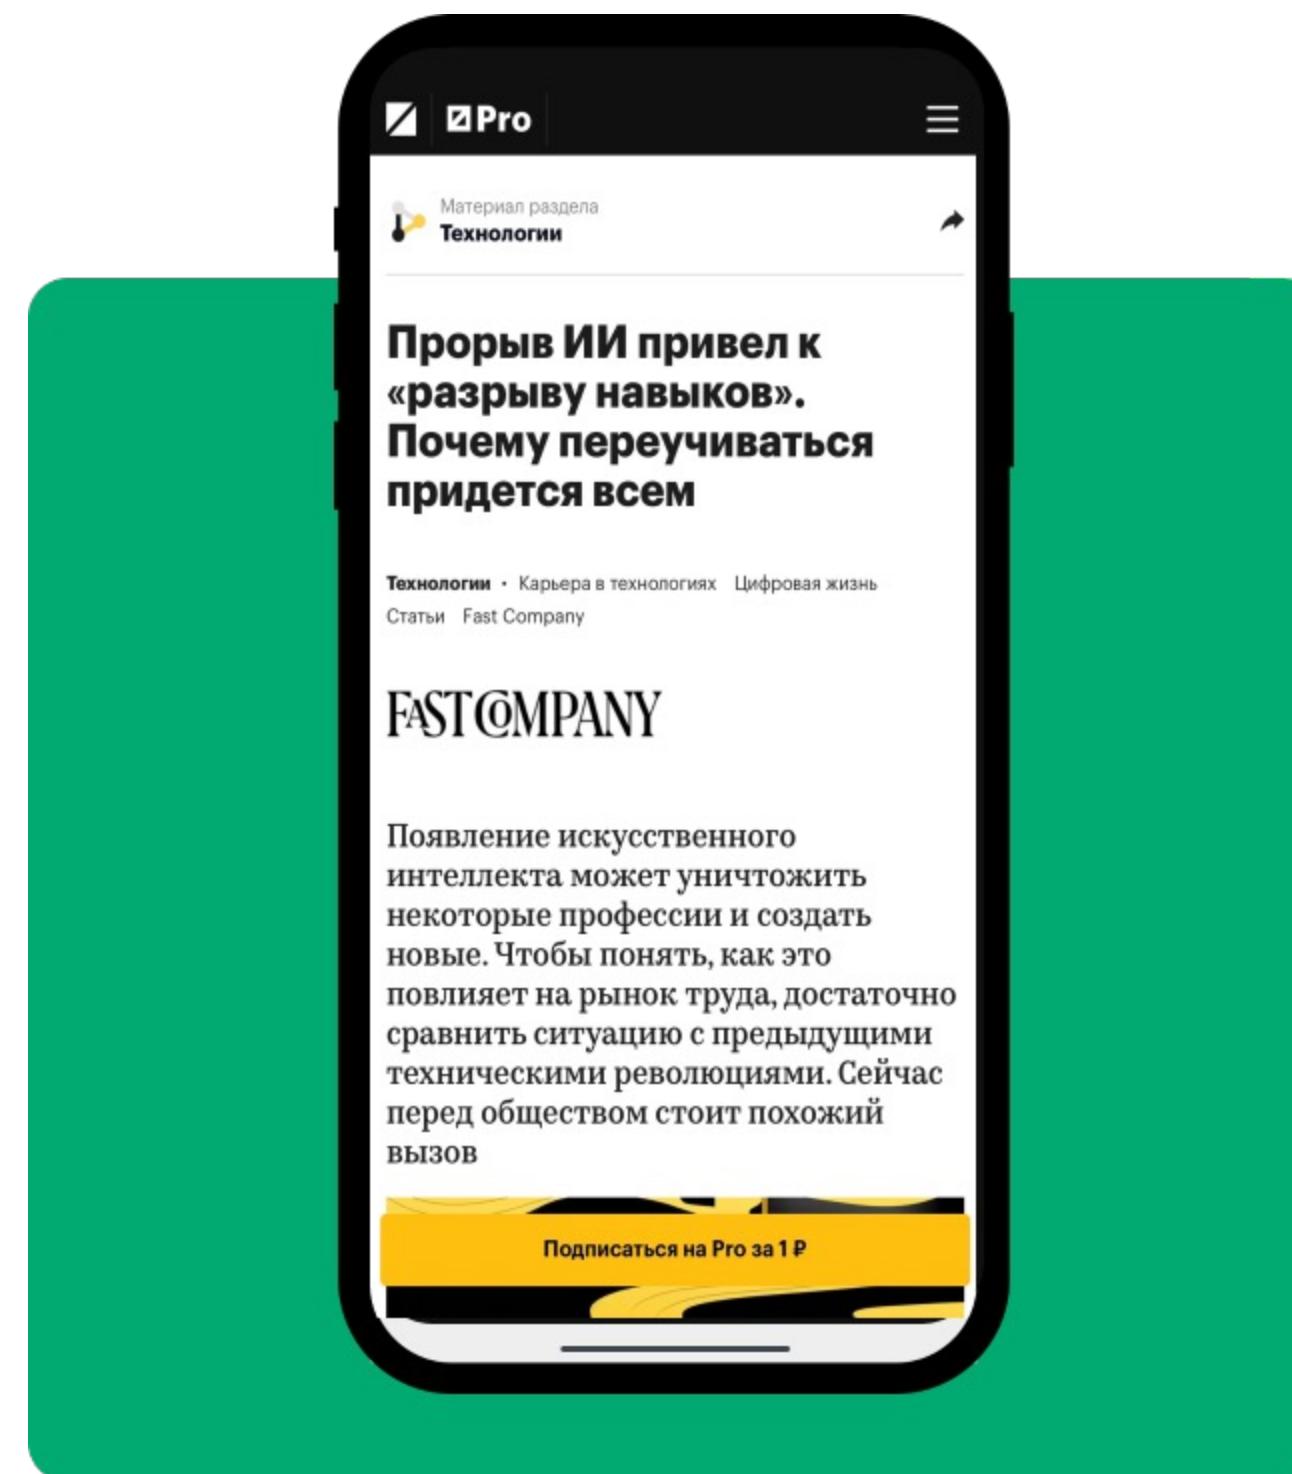 Pro
Материал раздела
Технологии
Прорыв ИИ привел к
«разрыву навыков».
Почему переучиваться
придется всем
Технологии • Карьера в технологиях Цифровая жизнь
Статьи Fast Company
FAST COMPANY
Появление искусственного
интеллекта может уничтожить
некоторые профессии и создать
новые. Чтобы понять, как это
повлияет на рынок труда, достаточно
сравнить ситуацию с предыдущими
техническими революциями. Сейчас
перед обществом стоит похожий
вызов
Подписаться на Pro за 1 ₽